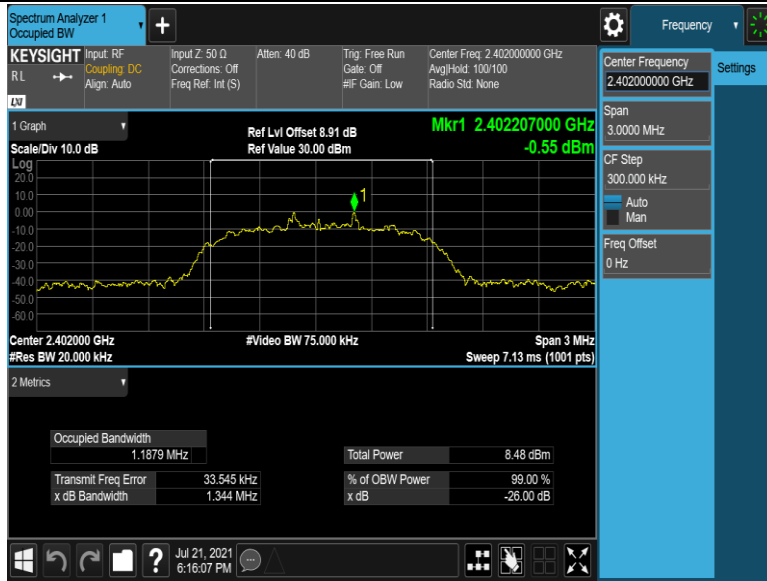 Spectrum Analyzer 1
Occupied BW
Frequency
KEYSIGHT
RL
LXI
Input: RF
Coupling: DC
Align: Auto
Input Z: 50 Ω
Corrections: Off
Freq Ref: Int (S)
Atten: 40 dB
Trig: Free Run
Gate: Off
#IF Gain: Low
Center Freq: 2.402000000 GHz
Avg|Hold: 100/100
Radio Std: None
Center Frequency
2.402000000 GHz
Settings
Span
3.0000 MHz
CF Step
300.000 kHz
Auto
Man
Freq Offset
0 Hz
1 Graph
Scale/Div 10.0 dB
Ref Lvl Offset 8.91 dB
Ref Value 30.00 dBm
Mkr1 2.402207000 GHz
-0.55 dBm
Log
20.0
10.0
0.00
-10.0
-20.0
-30.0
-40.0
-50.0
-60.0
1
Center 2.402000 GHz
#Res BW 20.000 kHz
#Video BW 75.000 kHz
Span 3 MHz
Sweep 7.13 ms (1001 pts)
2 Metrics
Occupied Bandwidth
1.1879 MHz
Total Power 8.48 dBm
Transmit Freq Error 33.545 kHz
% of OBW Power 99.00 %
x dB Bandwidth 1.344 MHz
x dB -26.00 dB
Jul 21, 2021
6:16:07 PM